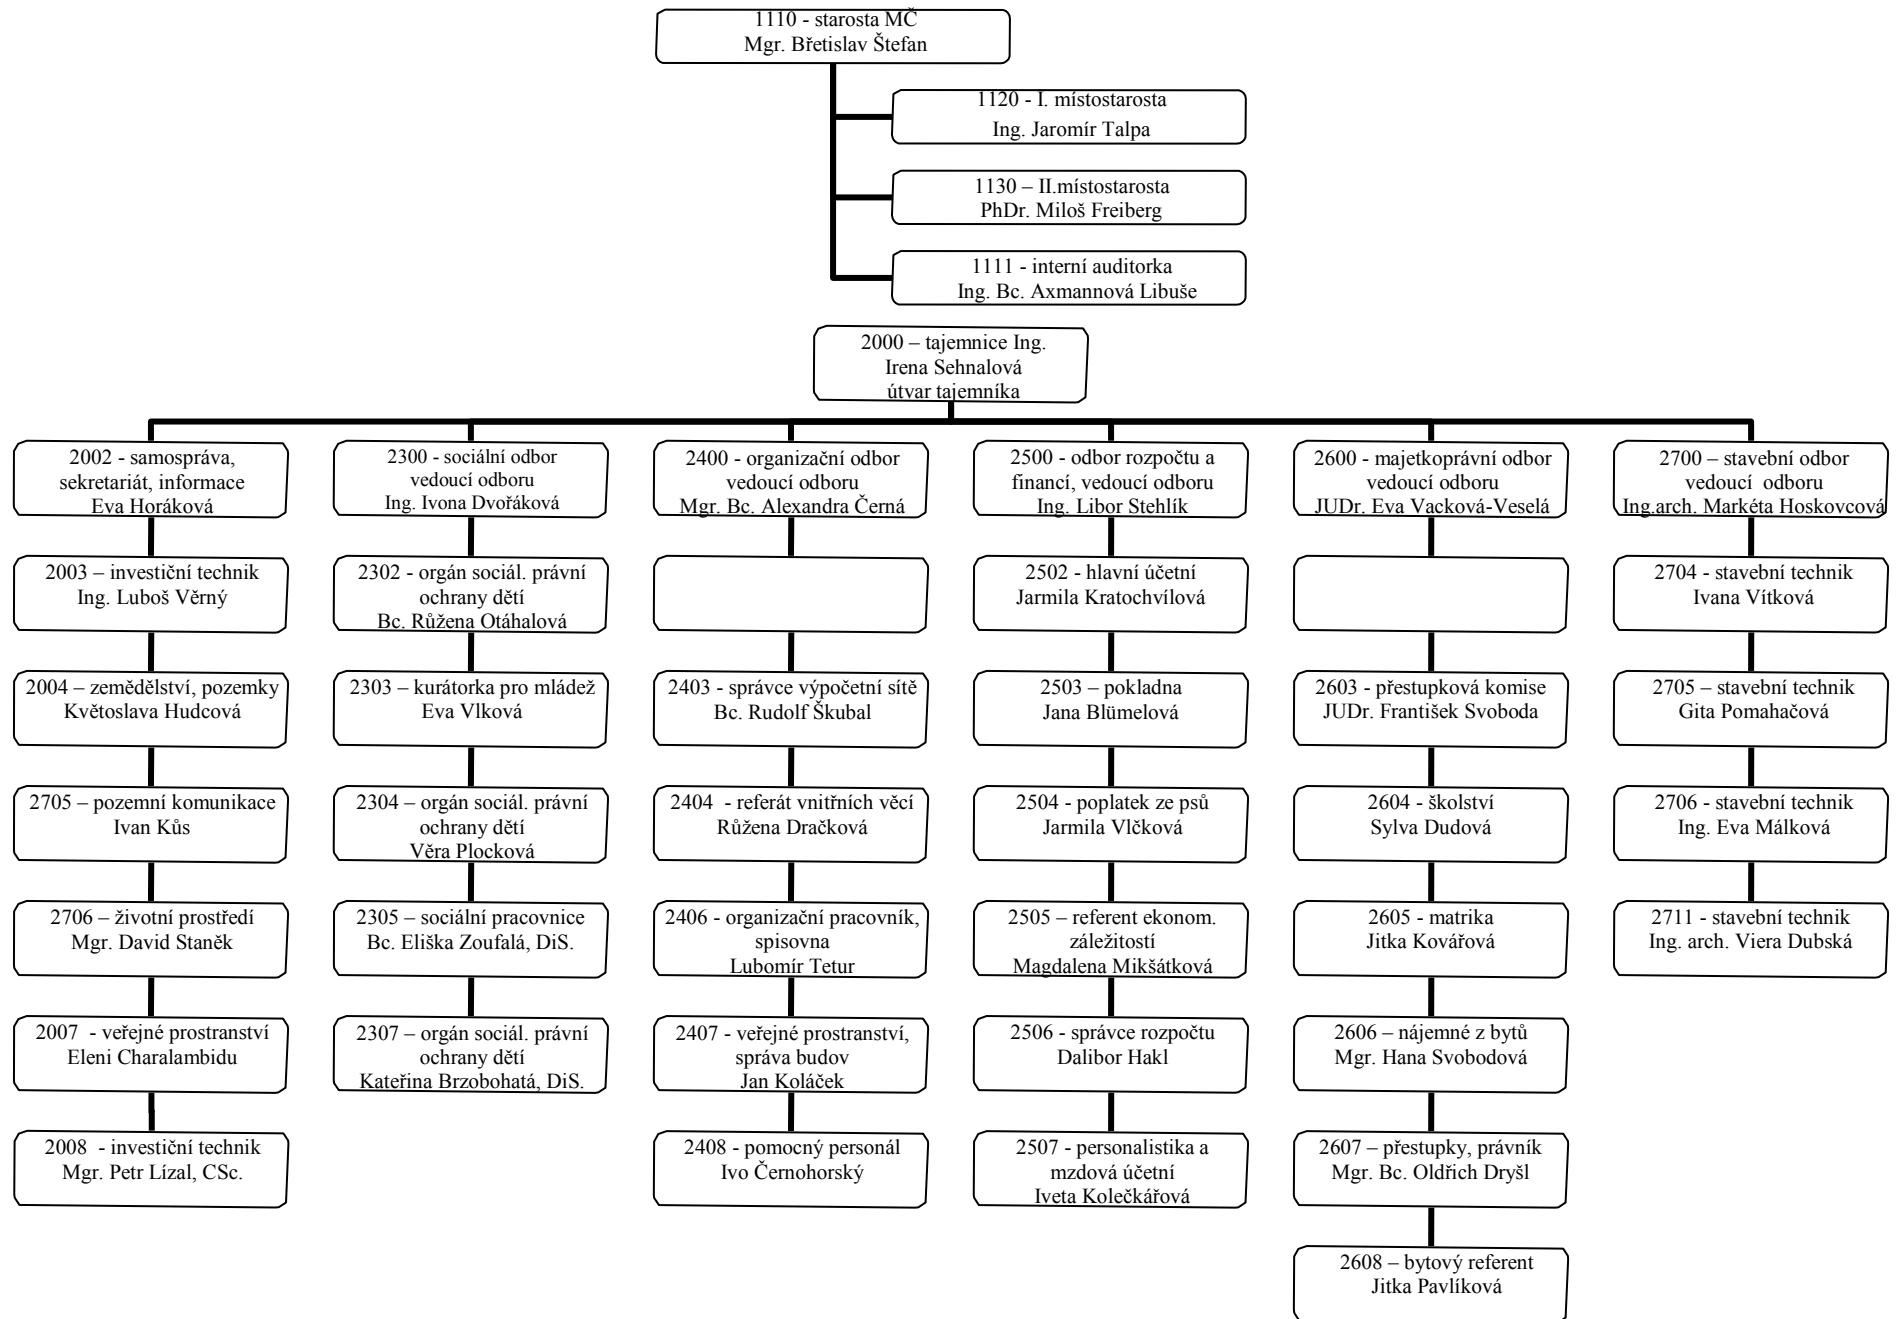 1110 - starosta MČ
Mgr. Břetislav Štefan
1120 - I. místostarosta
Ing. Jaromír Talpa
1130 – II.místostarosta
PhDr. Miloš Freiberg
1111 - interní auditorka
Ing. Bc. Axmannová Libuše
2000 – tajemnice Ing.
Irena Sehnalová
útvar tajemníka
2002 - samospráva,
sekretariát, informace
Eva Horáková
2003 – investiční technik
Ing. Luboš Věrný
2004 – zemědělství, pozemky
Květoslava Hudcová
2705 – pozemní komunikace
Ivan Kůs
2706 – životní prostředí
Mgr. David Staněk
2007  - veřejné prostranství
Eleni Charalambidu
2008  - investiční technik
Mgr. Petr Lízal, CSc.
2300 - sociální odbor
vedoucí odboru
Ing. Ivona Dvořáková
2302 - orgán sociál. právní
ochrany dětí
Bc. Růžena Otáhalová
2303 – kurátorka pro mládež
Eva Vlková
2304 – orgán sociál. právní
ochrany dětí
Věra Plocková
2305 – sociální pracovnice
Bc. Eliška Zoufalá, DiS.
2307 – orgán sociál. právní
ochrany dětí
Kateřina Brzobohatá, DiS.
2400 - organizační odbor
vedoucí odboru
Mgr. Bc. Alexandra Černá
2403 - správce výpočetní sítě
Bc. Rudolf Škubal
2404  - referát vnitřních věcí
Růžena Dračková
2406 - organizační pracovník,
spisovna
Lubomír Tetur
2407 – veřejné prostranství,
správa budov
Jan Koláček
2408 - pomocný personál
Ivo Černohorský
2500 - odbor rozpočtu a
financí, vedoucí odboru
Ing. Libor Stehlík
2502 - hlavní účetní
Jarmila Kratochvílová
2503 – pokladna
Jana Blümelová
2504 - poplatek ze psů
Jarmila Vlčková
2505 – referent ekonom.
záležitostí
Magdalena Mikšátková
2506 - správce rozpočtu
Dalibor Hakl
2507 - personalistika a
mzdová účetní
Iveta Kolečkářová
2600 - majetkoprávní odbor
vedoucí odboru
JUDr. Eva Vacková-Veselá
2603 – přestupková komise
JUDr. František Svoboda
2604 - školství
Sylva Dudová
2605 - matrika
Jitka Kovářová
2606 – nájemné z bytů
Mgr. Hana Svobodová
2607 – přestupky, právník
Mgr. Bc. Oldřich Dryšl
2608 – bytový referent
Jitka Pavlíková
2700 – stavební odbor
vedoucí  odboru
Ing.arch. Markéta Hoskovcová
2704 - stavební technik
Ivana Vítková
2705 – stavební technik
Gita Pomahačová
2706 - stavební technik
Ing. Eva Málková
2711 - stavební technik
Ing. arch. Viera Dubská